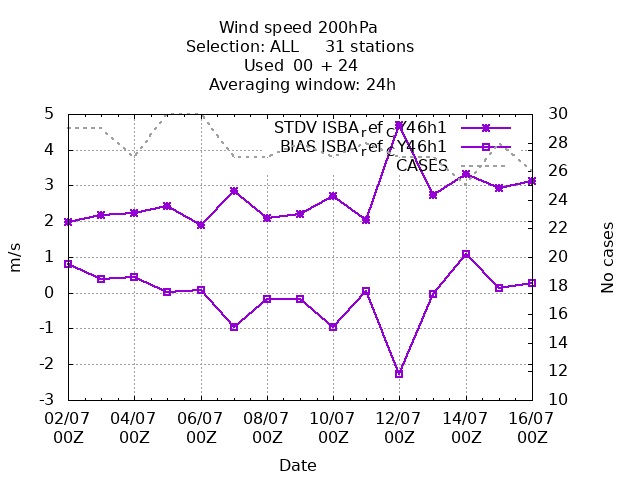 Wind speed 200hPa
Selection: ALL 31 stations
Used 00 + 24
Averaging window: 24h
5 30
STDV ISBA_ref_CY46h1
28
4
BIAS ISBA_ref_CY46h1
CASES
26
3
24
2
22
1 20
0
18
16
-1
14
-2
12
-3 10
m/s
No cases
02/07 04/07 06/07 08/07 10/07 12/07 14/07 16/07
00Z 00Z 00Z 00Z 00Z 00Z 00Z 00Z
Date